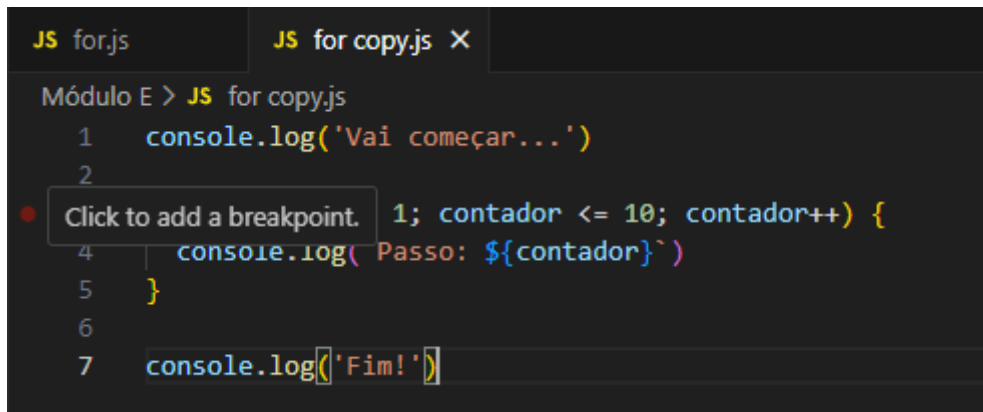 JS for.js JS for copy.js ×
Módulo E > JS for copy.js
1 console.log('Vai começar...')
2
Click to add a breakpoint. 1; contador <= 10; contador++) {
4 console.log(`Passo: ${contador}`)
5 }
6
7 console.log('Fim!')